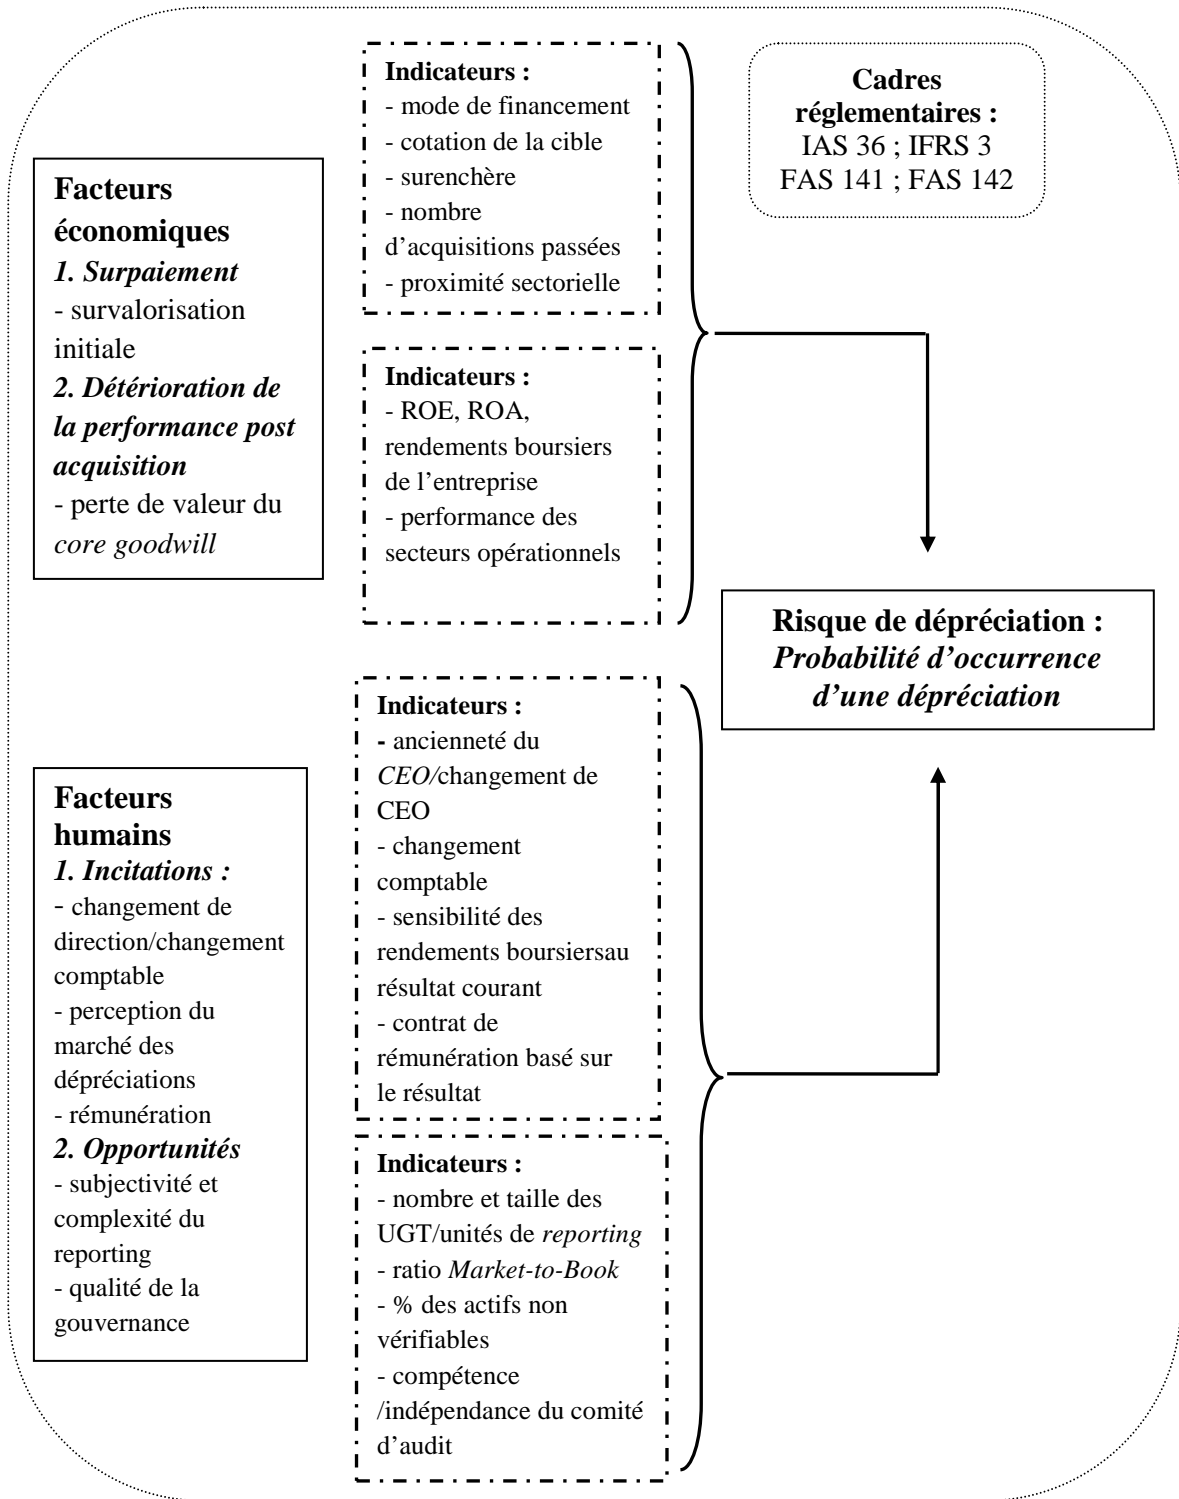 Indicateurs :
- mode de financement
- cotation de la cible
- surenchère
- nombre
d’acquisitions passées
- proximité sectorielle
Cadres
réglementaires :
IAS 36 ; IFRS 3
FAS 141 ; FAS 142
Facteurs
économiques
1. Surpaiement
- survalorisation
initiale
2. Détérioration de
la performance post
acquisition
- perte de valeur du
core goodwill
Indicateurs :
- ROE, ROA,
rendements boursiers
de l’entreprise
- performance des
secteurs opérationnels
Risque de dépréciation :
Probabilité d’occurrence
d’une dépréciation
Facteurs
humains
1. Incitations :
- changement de
direction/changement
comptable
- perception du
marché des
dépréciations
- rémunération
2. Opportunités
- subjectivité et
complexité du
reporting
- qualité de la
gouvernance
Indicateurs :
- ancienneté du
CEO/changement de
CEO
- changement
comptable
- sensibilité des
rendements boursiersau
résultat courant
- contrat de
rémunération basé sur
le résultat
Indicateurs :
- nombre et taille des
UGT/unités de reporting
- ratio Market-to-Book
- % des actifs non
vérifiables
- compétence
/indépendance du comité
d’audit